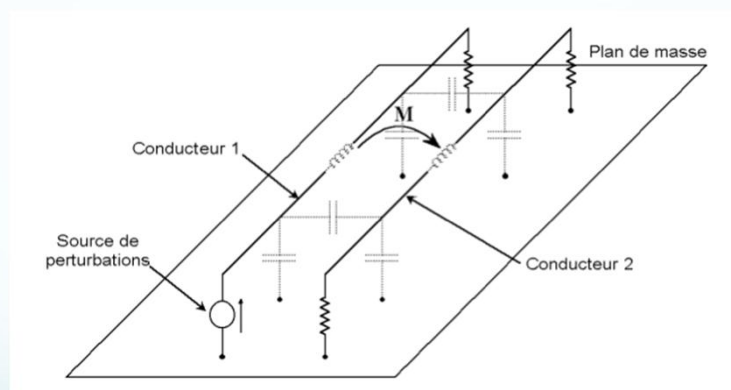 Plan de masse
M
Conducteur 1
Source de
perturbations
Conducteur 2